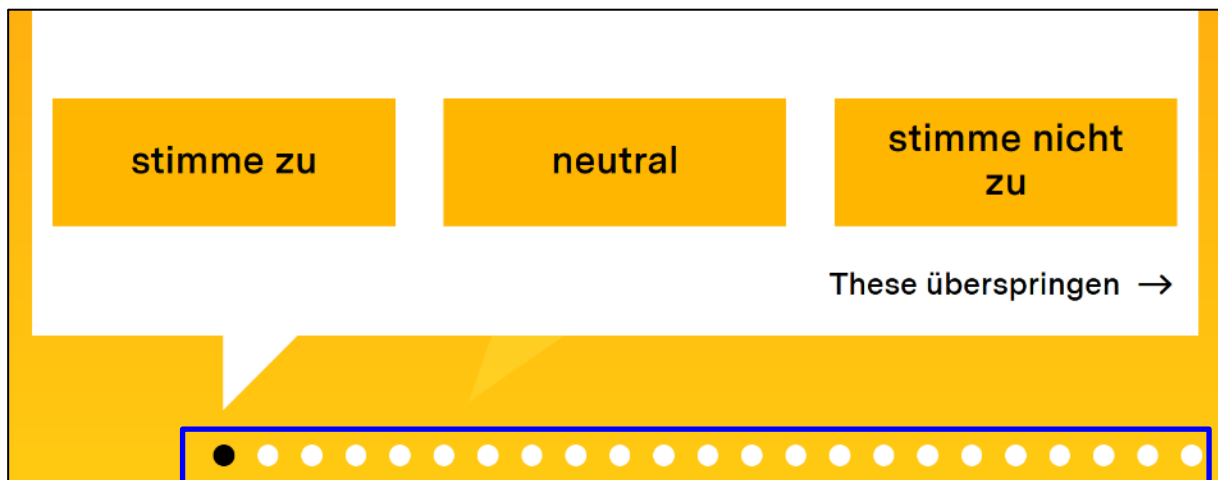 stimme zu
neutral
stimme nicht
zu
These überspringen →